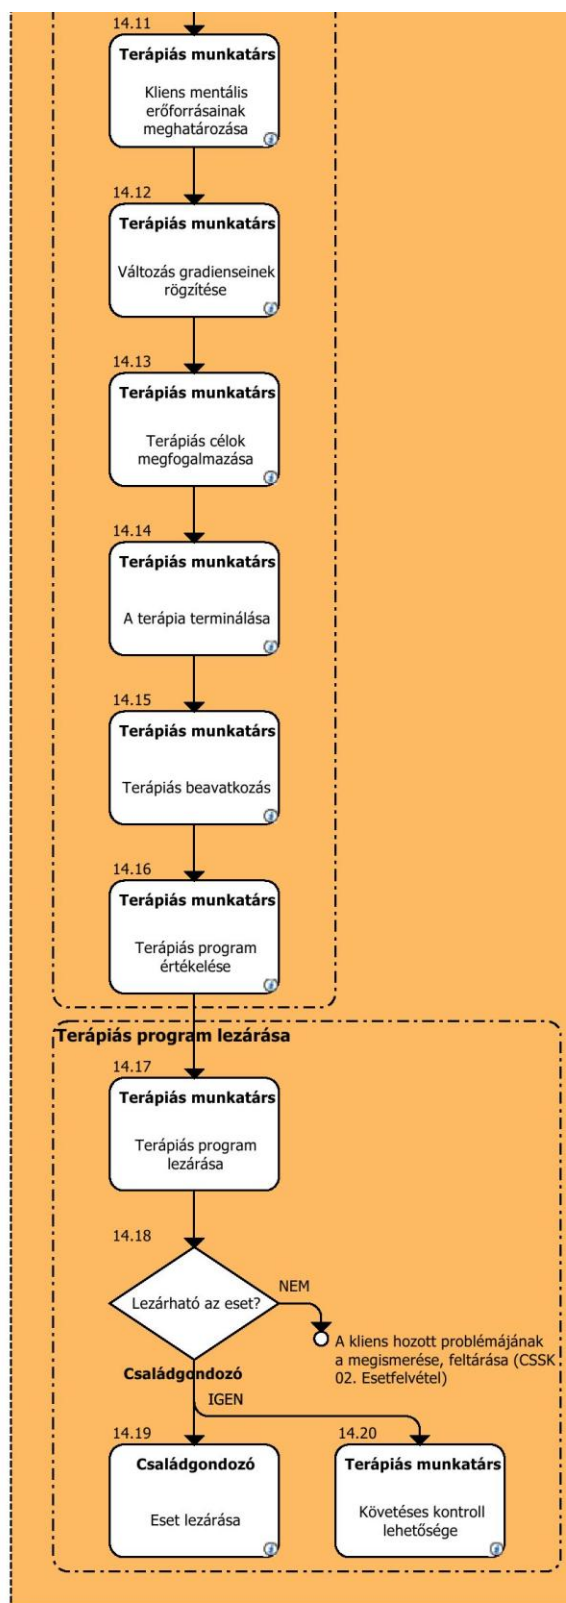 14.11
Terápiás munkatárs
Kliens mentális
erőforrásainak
meghatározása
14.12
Terápiás munkatárs
Változás gradienseinek
rögzítése
14.13
Terápiás munkatárs
Terápiás célok
megfogalmazása
14.14
Terápiás munkatárs
A terápia terminálása
14.15
Terápiás munkatárs
Terápiás beavatkozás
14.16
Terápiás munkatárs
Terápiás program
értékelése
Terápiás program lezárása
14.17
Terápiás munkatárs
Terápiás program
lezárása
14.18
Lezárható az eset?
NEM
A kliens hozott problémájának
a megismerése, feltárása (CSSK
02. Esetfelvétel)
Családgondozó
IGEN
14.19
Családgondozó
Eset lezárása
14.20
Terápiás munkatárs
Követéses kontroll
lehetősége